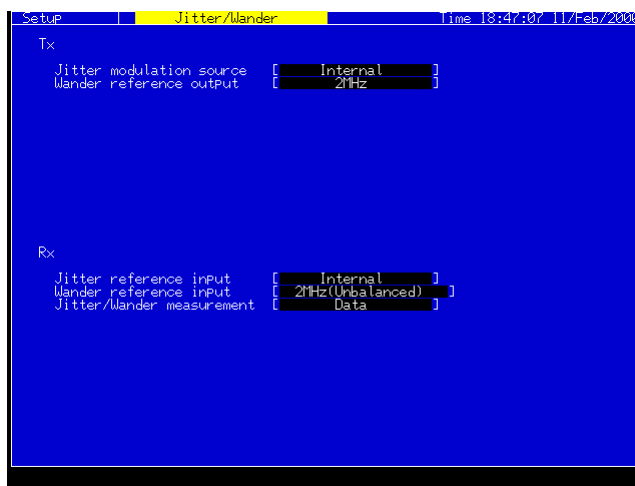 Setup Jitter/Wander Time 18:47:07 11/Feb/2000
Tx
Jitter modulation source [ Internal ]
Wander reference output [ 2MHz ]
Rx
Jitter reference input [ Internal ]
Wander reference input [ 2MHz(Unbalanced) ]
Jitter/Wander measurement [ Data ]